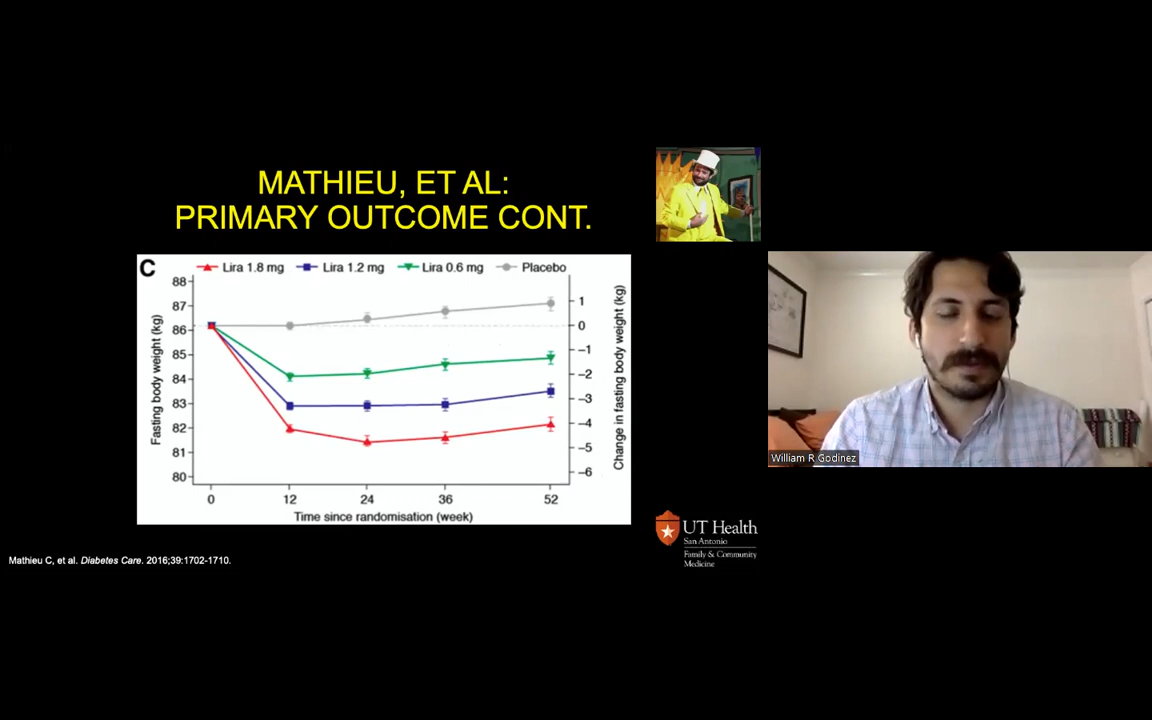 MATHIEU, ET AL:
PRIMARY OUTCOME CONT.
C
Lira 1.8 mg Lira 1.2 mg Lira 0.6 mg Placebo
Fasting body weight (kg)
88
87
86
85
84
83
82
81
80
1
0
–1
–2
–3
–4
–5
–6
Change in fasting body weight (kg)
0 12 24 36 52
Time since randomisation (week)
Mathieu C, et al. Diabetes Care. 2016;39:1702-1710.
UT Health
San Antonio
Family & Community
Medicine
William R Godinez